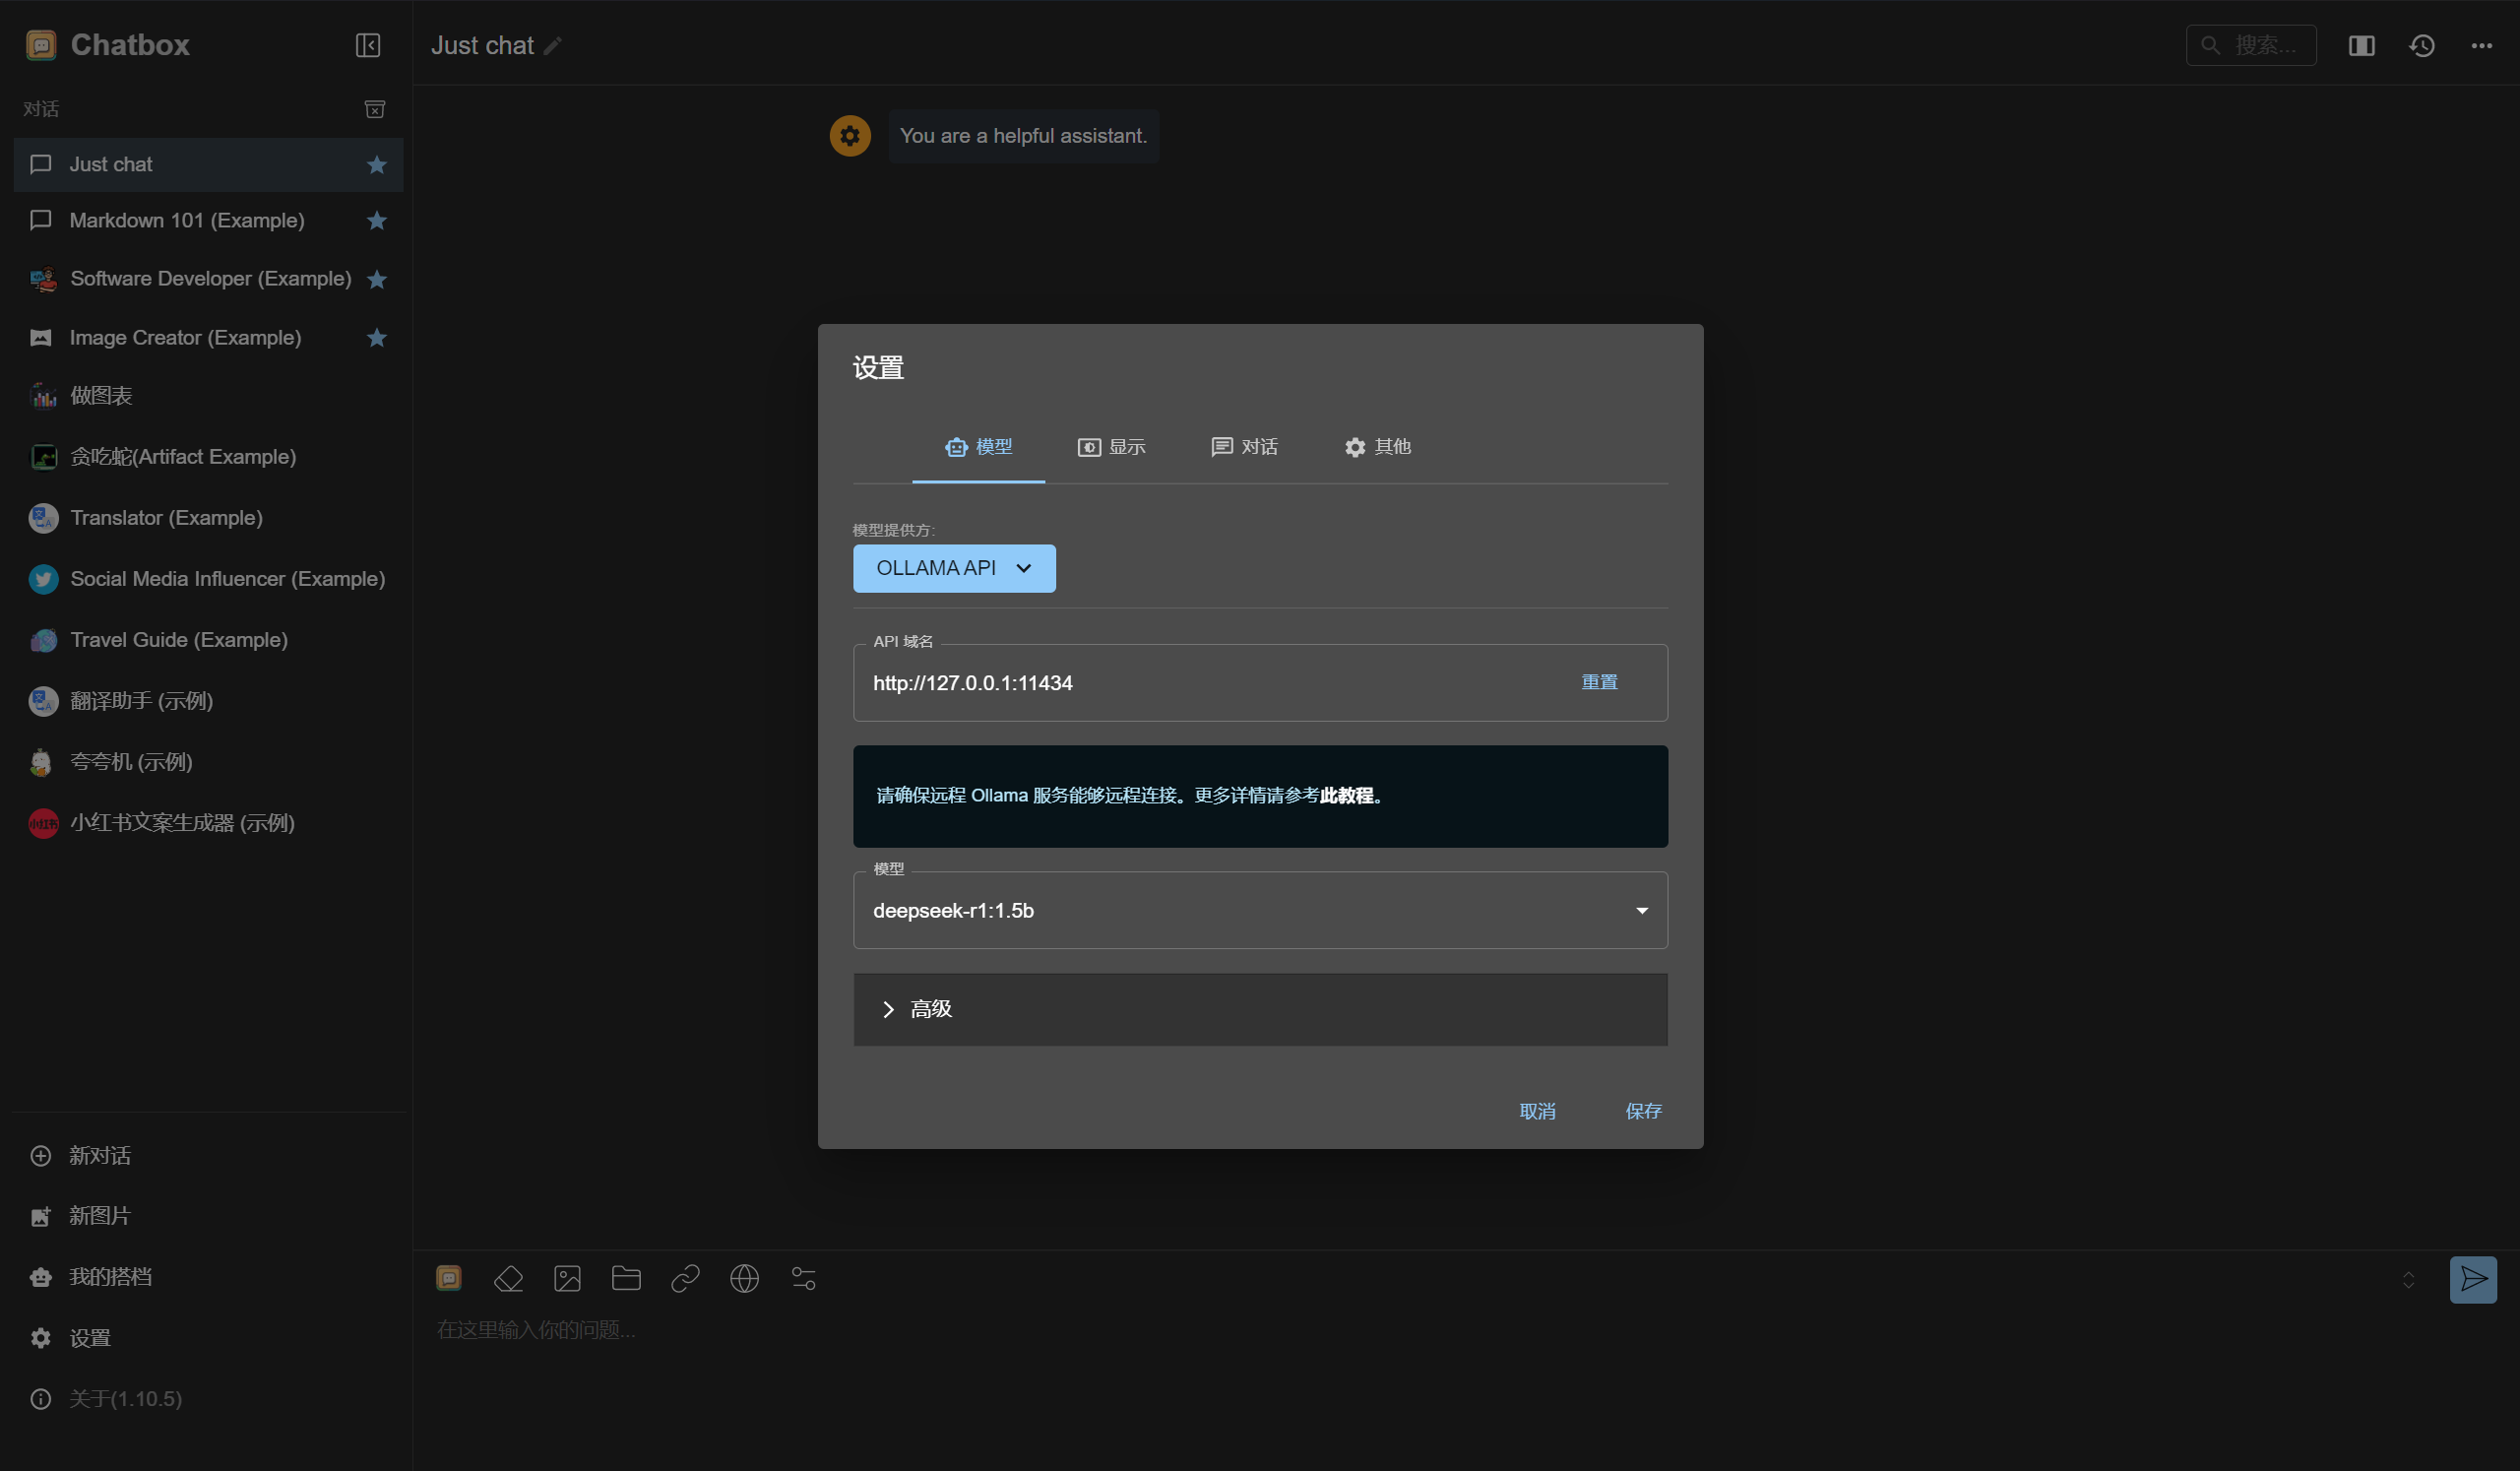 Chatbox
对话
Just chat
Markdown 101 (Example)
Software Developer (Example)
Image Creator (Example)
做图表
贪吃蛇(Artifact Example)
Translator (Example)
Social Media Influencer (Example)
Travel Guide (Example)
翻译助手 (示例)
夸夸机 (示例)
小红书
小红书文案生成器 (示例)
新对话
新图片
我的搭档
设置
关于(1.10.5)
Just chat
搜索...
You are a helpful assistant.
设置
模型
显示
对话
其他
模型提供方:
OLLAMA API
API 域名
http://127.0.0.1:11434
重置
请确保远程 Ollama 服务能够远程连接。更多详情请参考此教程。
模型
deepseek-r1:1.5b
高级
取消
保存
在这里输入你的问题...